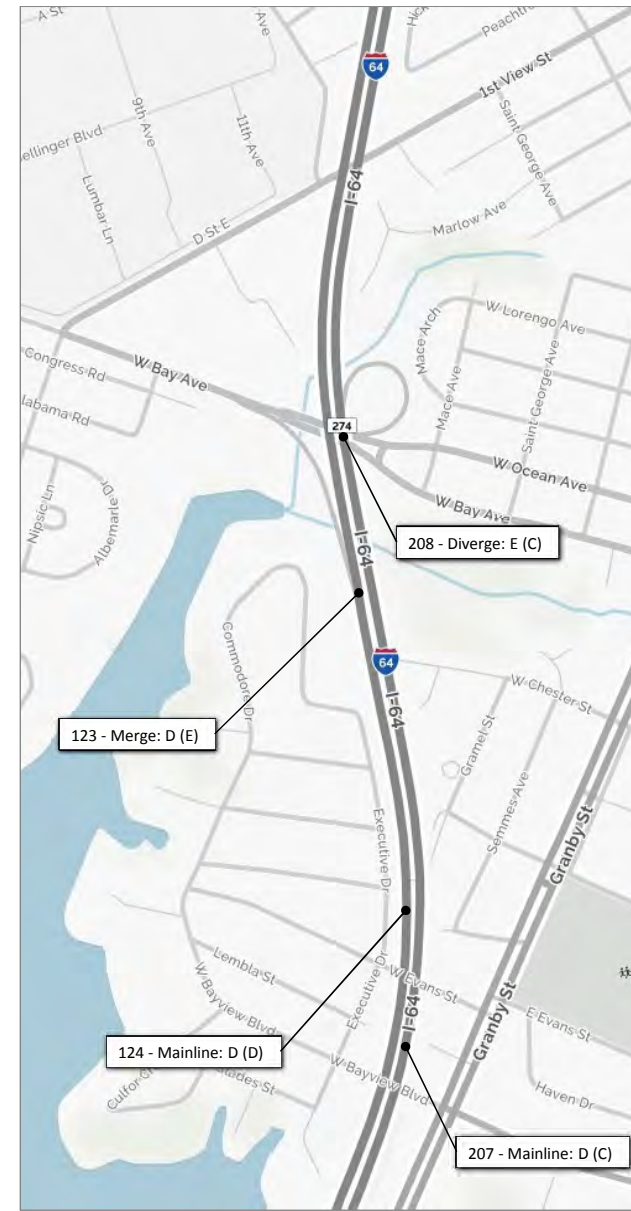 A St
Ave
Hick
Peachtre
64
1st View St
9th Ave
11th Ave
Saint George Ave
ellinger Blvd
Lumbar Ln
I-64
D St E
Marlow Ave
W Lorengo Ave
Mace Arch
Mace Ave
Saint George Ave
W Bay Ave
Congress Rd
labama Rd
274
W Ocean Ave
W Bay Ave
Nipsic Ln
Albemarle Dr
208 - Diverge: E (C)
I-64
Commodore Dr
64
I-64
W Chester St
123 - Merge: D (E)
Gramel St
Semmes Ave
Granby St
Executive Dr
Lembla St
W Evans St
Executive Dr
I-64
E Evans St
W Bayview Blvd
Granby St
124 - Mainline: D (D)
W Bayview Blvd
Haven Dr
207 - Mainline: D (C)